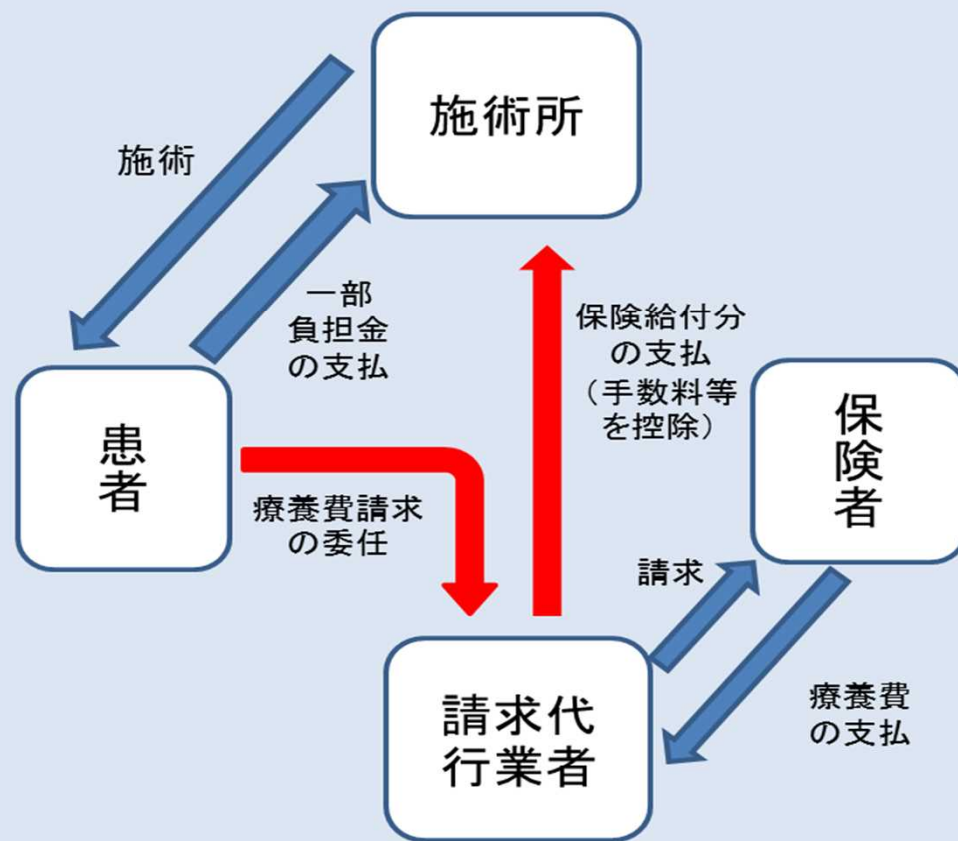 施術所
施術
一部
負担金
の支払
保険給付分
の支払
（手数料等
を控除）
患
者
保
険
者
療養費請求
の委任
請求
請求代
行業者
療養費
の支払